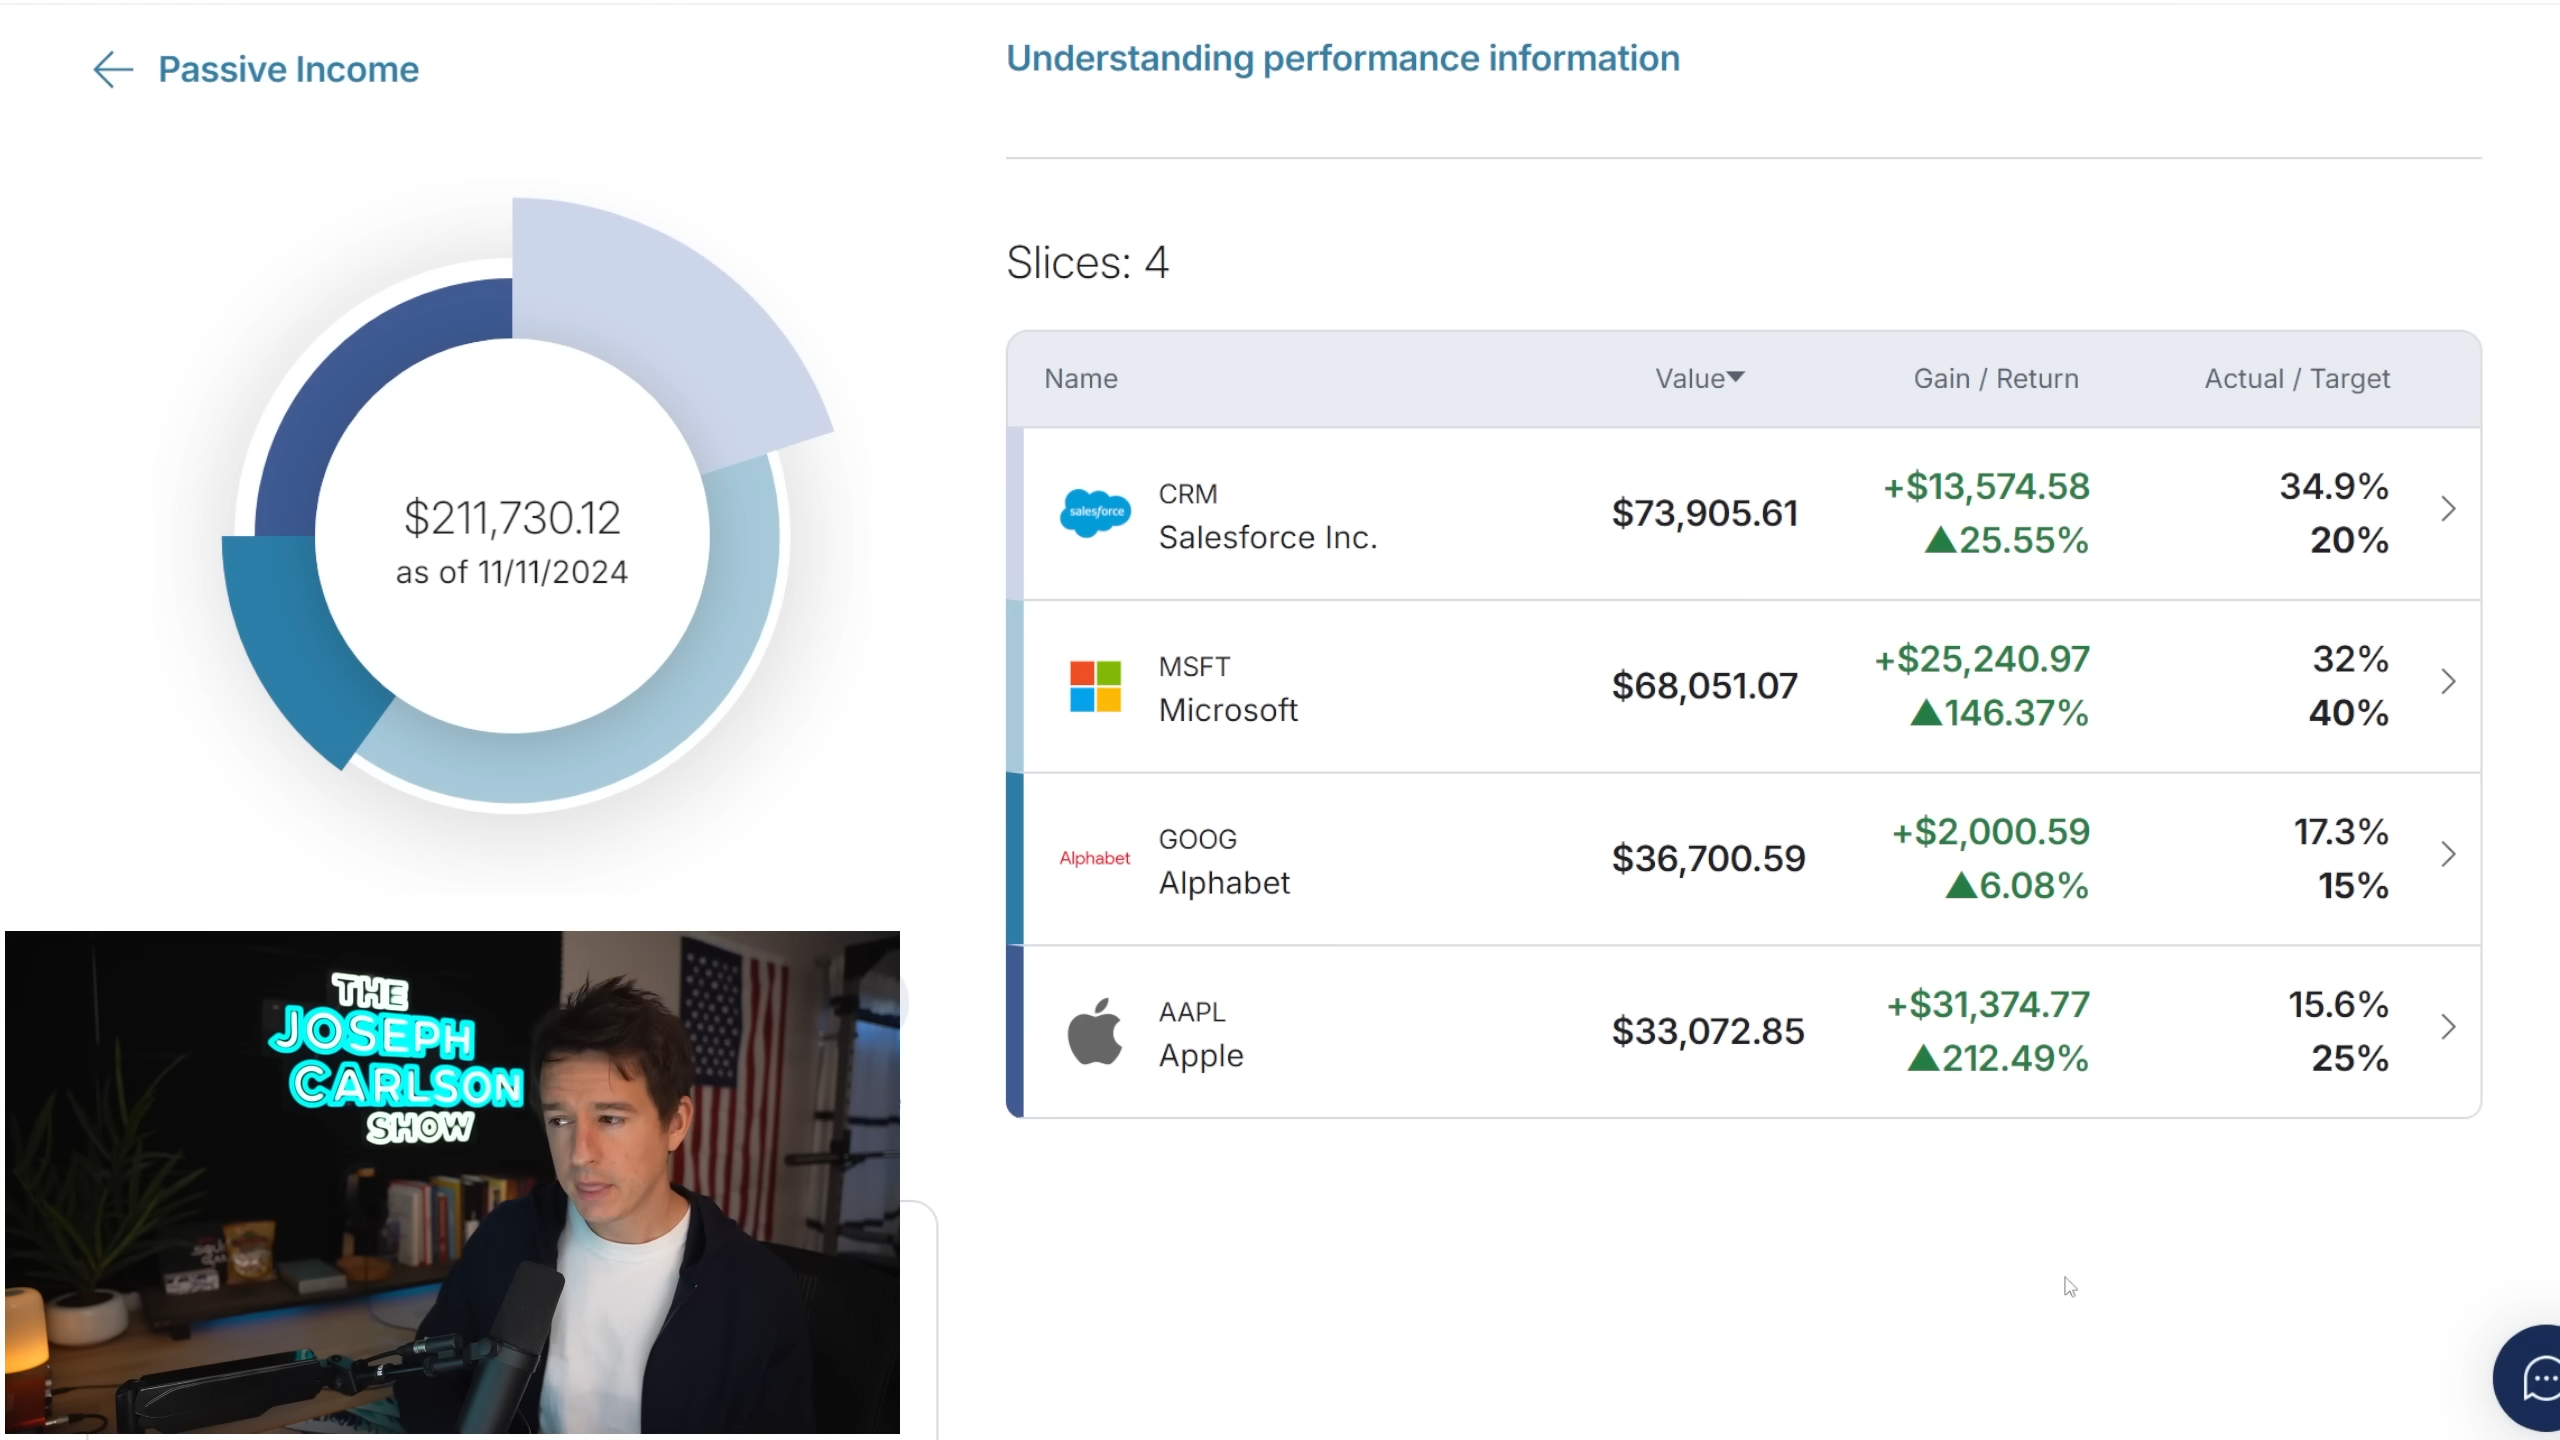 Passive Income
Understanding performance information
$211,730.12
as of 11/11/2024
Slices: 4
Name Value Gain / Return Actual / Target
salesforce
CRM
Salesforce Inc.
$73,905.61
+$13,574.58
25.55%
34.9%
20%
MSFT
Microsoft
$68,051.07
+$25,240.97
146.37%
32%
40%
Alphabet
GOOG
Alphabet
$36,700.59
+$2,000.59
6.08%
17.3%
15%
AAPL
Apple
$33,072.85
+$31,374.77
212.49%
15.6%
25%
THE
JOSEPH
CARLSON
SHOW